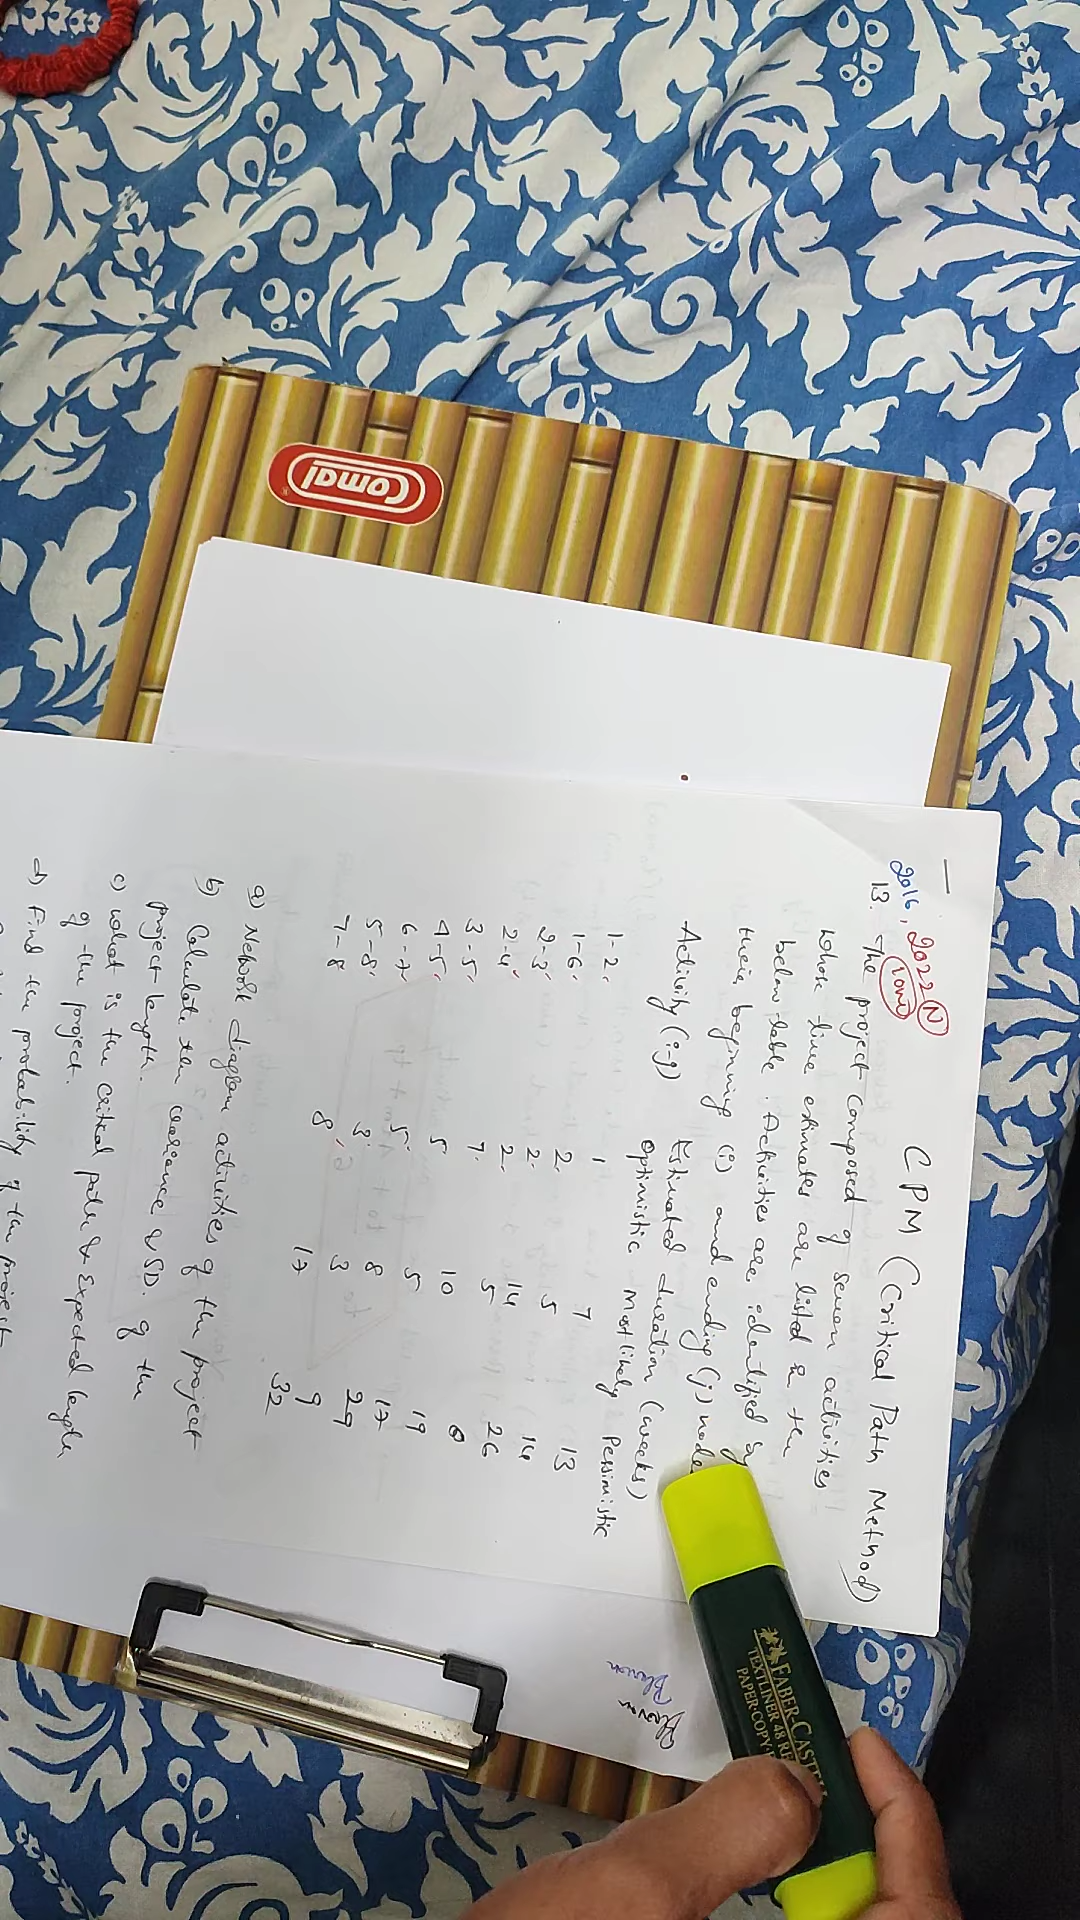 2016, 2022 N
10M
CPM (Critical Path Method)
13. The project composed of seven activities
whose time estimates are listed in the
below table. Activities are identified by
their beginning (i) and ending (j) node
Activity (i-j) Estimated duration (weeks)
optimistic most likely Pessimistic
1-2 1 7 13
1-6 2 5 14
2-3 2 14 26
2-4 2 5 8
3-5 7 10 19
4-5 5 5 17
6-7 5 8 29
5-8 3 3 9
7-8 8 17 32
a) Network diagram activities of the project
b) Calculate the variance & SD. of the
project length.
c) what is the critical path & Expected length
of the project.
d) Find the probability of the project
Comal
FABER-CASTELL
TEXTLINER 48 RE
PAPER·COPY